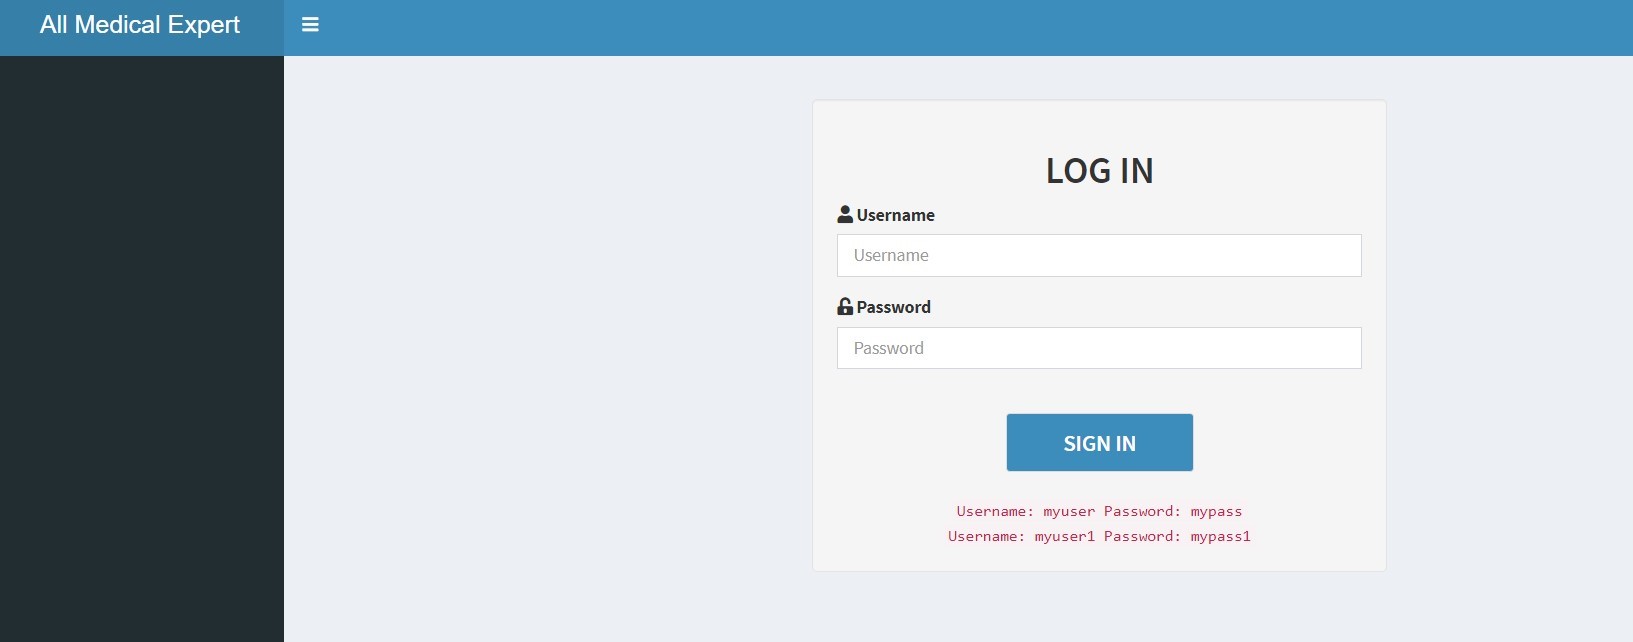 All Medical Expert
LOG IN
Username
Username
Password
Password
SIGN IN
Username: myuser Password: mypass
Username: myuser1 Password: mypass1